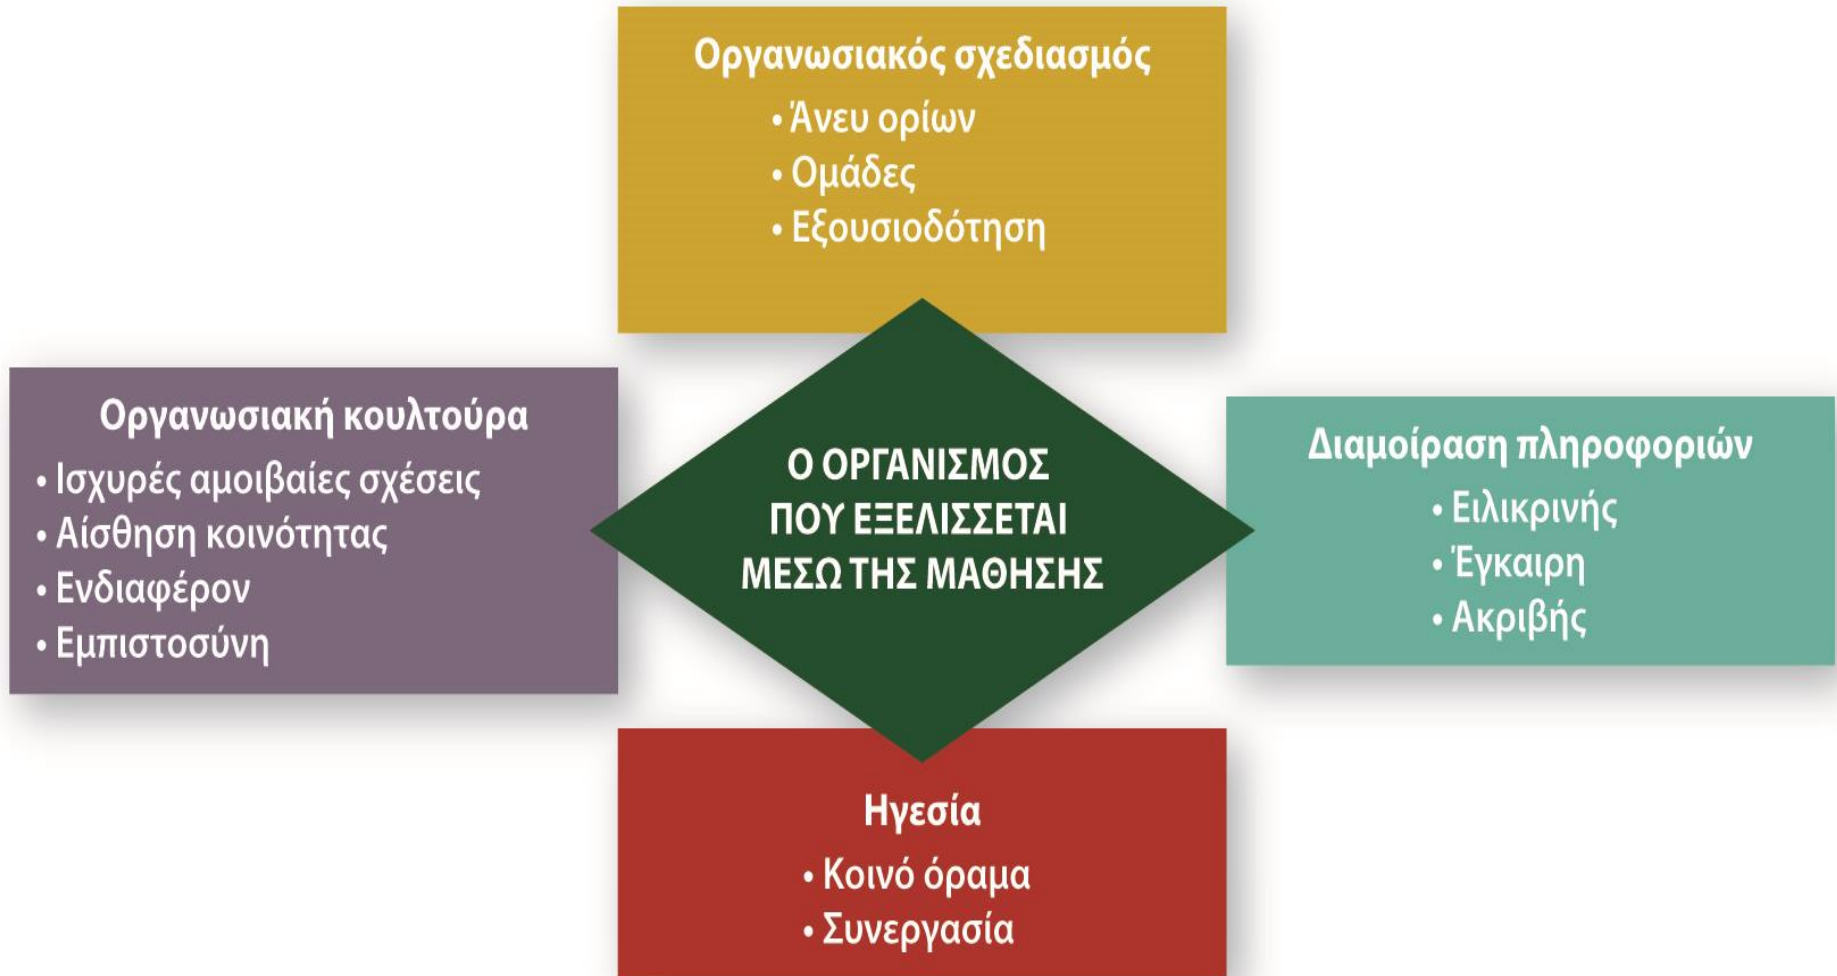 Οργανωσιακός σχεδιασμός
• Άνευ ορίων
• Ομάδες
• Εξουσιοδότηση
Οργανωσιακή κουλτούρα
• Ισχυρές αμοιβαίες σχέσεις
• Αίσθηση κοινότητας
• Ενδιαφέρον
• Εμπιστοσύνη
Ο ΟΡΓΑΝΙΣΜΟΣ
ΠΟΥ ΕΞΕΛΙΣΣΕΤΑΙ
ΜΕΣΩ ΤΗΣ ΜΑΘΗΣΗΣ
Διαμοίραση πληροφοριών
• Ειλικρινής
• Έγκαιρη
• Ακριβής
Ηγεσία
• Κοινό όραμα
• Συνεργασία